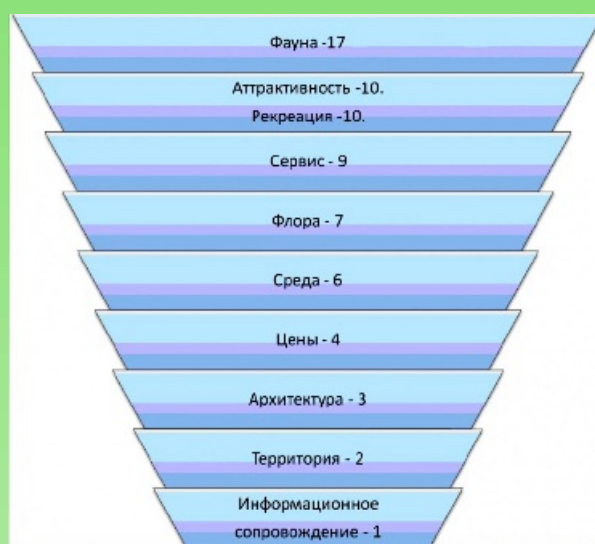 Фауна -17
Аттрактивность -10.
Рекреация -10.
Сервис - 9
Флора - 7
Среда - 6
Цены - 4
Архитектура - 3
Территория - 2
Информационное
сопровождение - 1